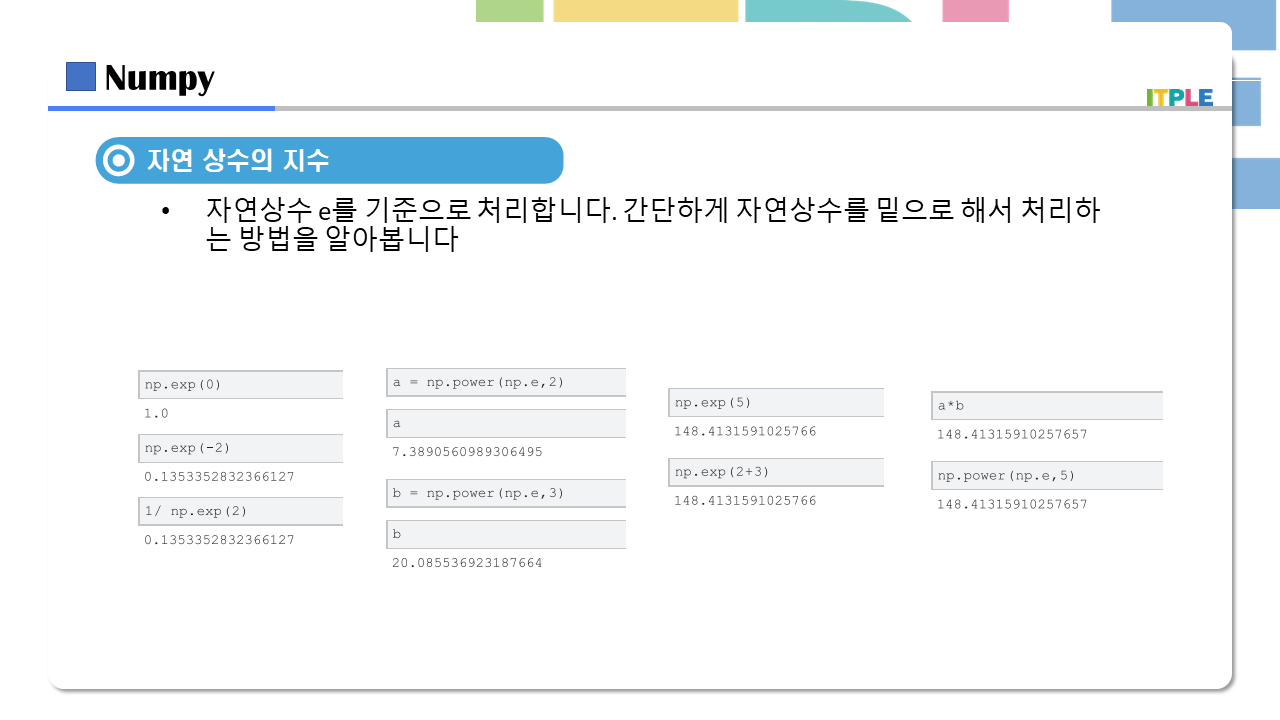 Numpy
ITPLE
자연 상수의 지수
• 자연상수 e를 기준으로 처리합니다. 간단하게 자연상수를 밑으로 해서 처리하
는 방법을 알아봅니다
np.exp(0)
1.0
np.exp(-2)
0.1353352832366127
1/ np.exp(2)
0.1353352832366127
a = np.power(np.e,2)
a
7.3890560989306495
b = np.power(np.e,3)
b
20.085536923187664
np.exp(5)
148.4131591025766
np.exp(2+3)
148.4131591025766
a*b
148.41315910257657
np.power(np.e,5)
148.41315910257657